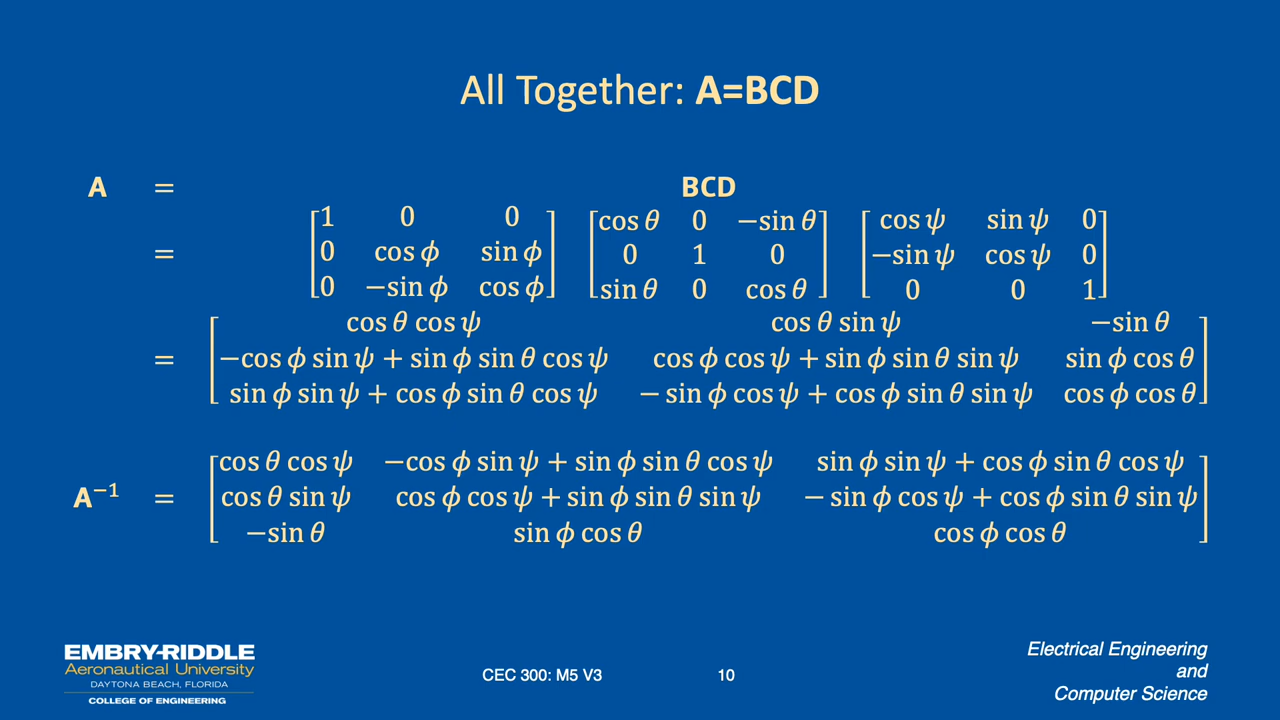 All Together: A=BCD
A = BCD
= [1 0 0; 0 cos ϕ sin ϕ; 0 −sin ϕ cos ϕ] [cos θ 0 −sin θ; 0 1 0; sin θ 0 cos θ] [cos ψ sin ψ 0; −sin ψ cos ψ 0; 0 0 1]
= [cos θ cos ψ cos θ sin ψ −sin θ
−cos ϕ sin ψ + sin ϕ sin θ cos ψ cos ϕ cos ψ + sin ϕ sin θ sin ψ sin ϕ cos θ
sin ϕ sin ψ + cos ϕ sin θ cos ψ − sin ϕ cos ψ + cos ϕ sin θ sin ψ cos ϕ cos θ]
A⁻¹ = [cos θ cos ψ −cos ϕ sin ψ + sin ϕ sin θ cos ψ sin ϕ sin ψ + cos ϕ sin θ cos ψ
cos θ sin ψ cos ϕ cos ψ + sin ϕ sin θ sin ψ − sin ϕ cos ψ + cos ϕ sin θ sin ψ
−sin θ sin ϕ cos θ cos ϕ cos θ]
EMBRY-RIDDLE
Aeronautical University
DAYTONA BEACH, FLORIDA
COLLEGE OF ENGINEERING
CEC 300: M5 V3
10
Electrical Engineering
and
Computer Science